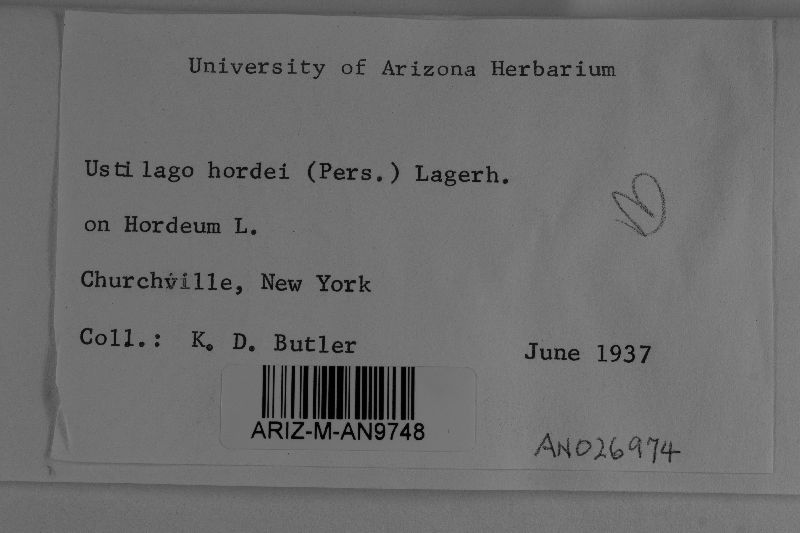 University of Arizona Herbarium
Ustilago hordei (Pers.) Lagerh.
on Hordeum L.
Churchville, New York
Coll.: K. D. Butler
June 1937
ARIZ-M-AN9748
AN026974